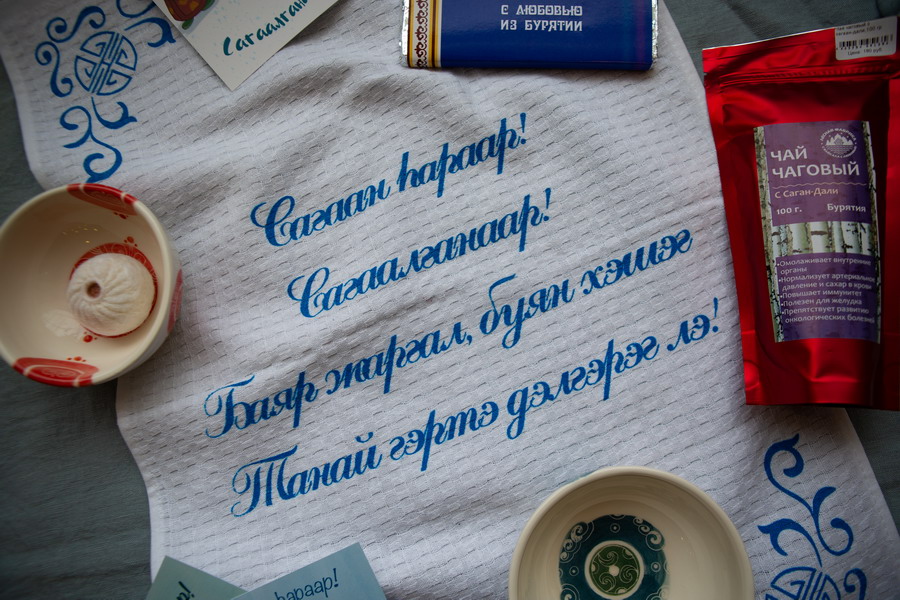 Сагаалган
С ЛЮБОВЬЮ
ИЗ БУРЯТИИ
Сагаан һараар!
Сагаалганаар!
Баяр жаргал, буян хэшэг
Танай гэртэ дэлгэрэг лэ!
ЧАЙ
ЧАГОВЫЙ
С Саган-Дали
100 г. Бурятия
•Омолаживает внутренние
органы
•Нормализует артериальное
давление и сахар в крови
•Повышает иммунитет
•Полезен для желудка
•Препятствует развитию
онкологических болезней
һараар!